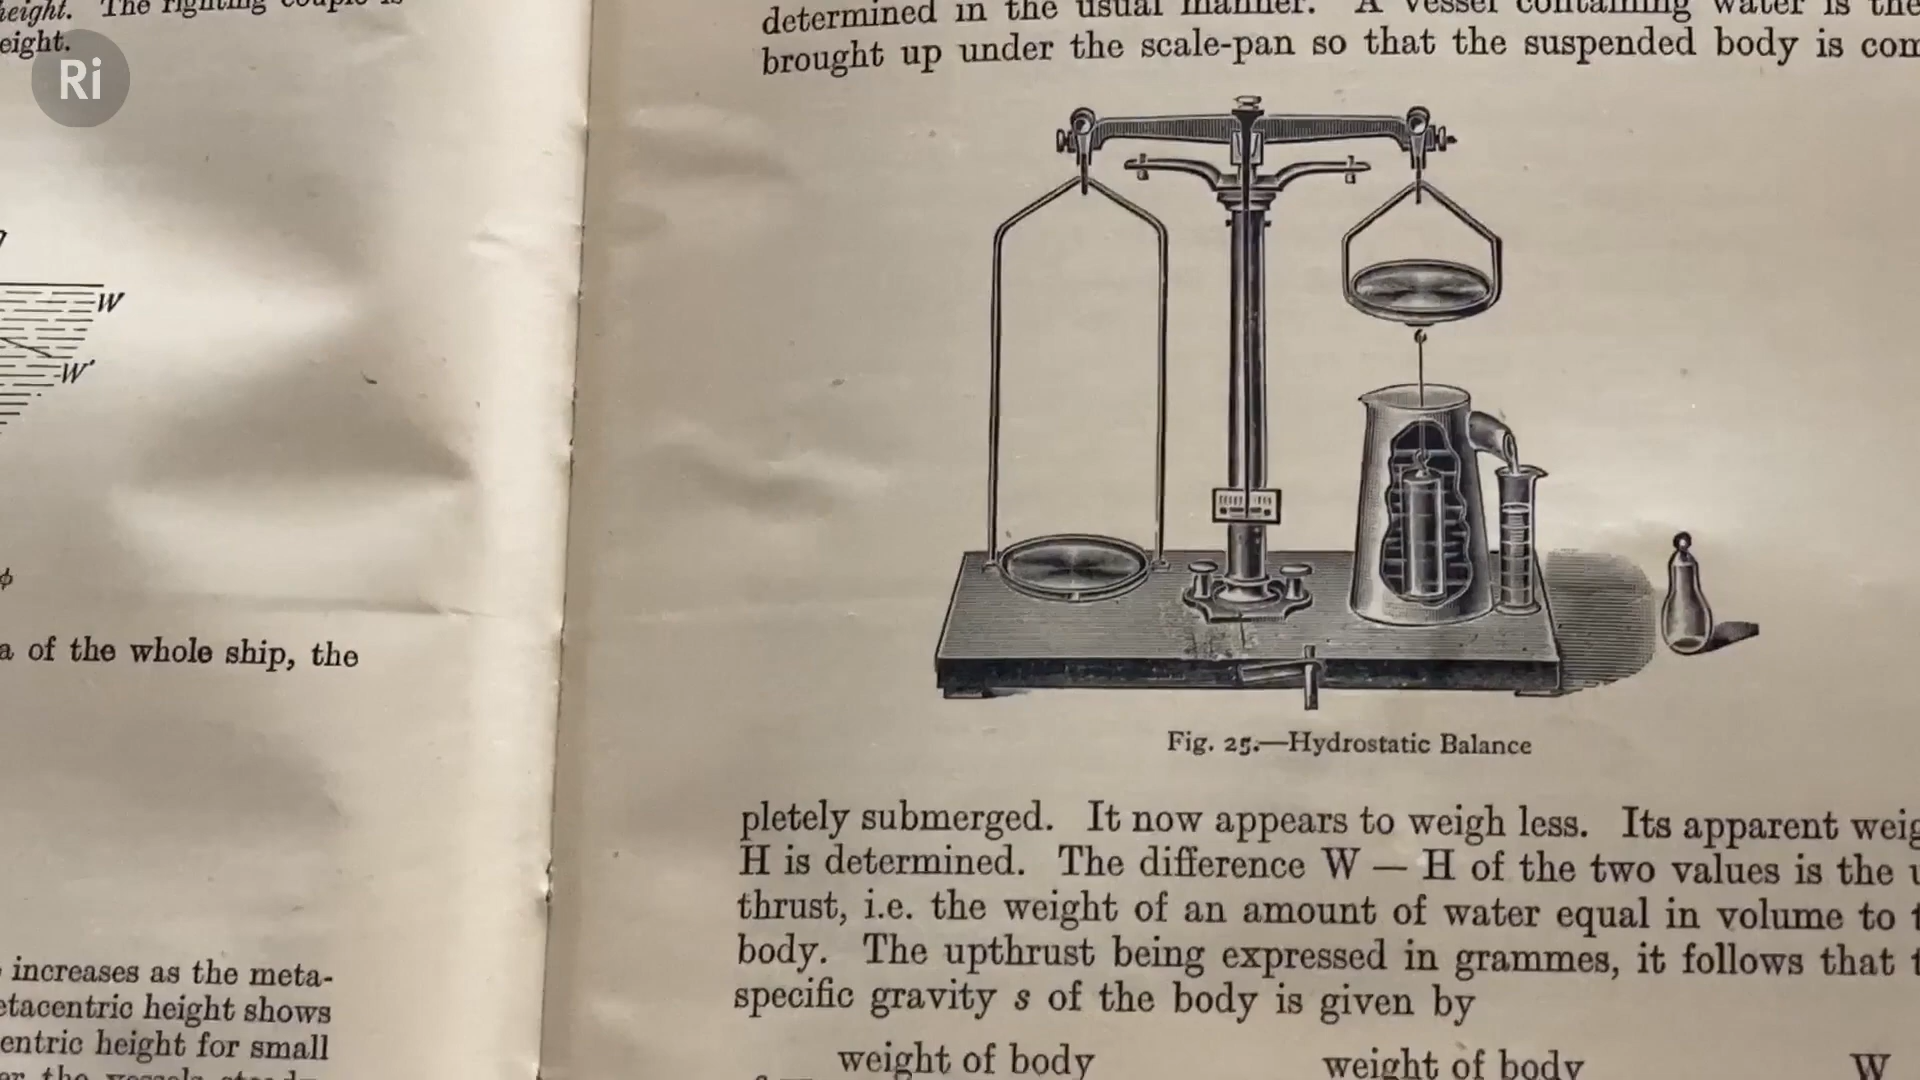 height. The righting couple is
eight.
Ri
W
W'
ϕ
a of the whole ship, the
increases as the meta-
etacentric height shows
entric height for small
determined in the usual manner. A vessel containing water is the
brought up under the scale-pan so that the suspended body is com
Fig. 25.—Hydrostatic Balance
pletely submerged. It now appears to weigh less. Its apparent weig
H is determined. The difference W — H of the two values is the u
thrust, i.e. the weight of an amount of water equal in volume to t
body. The upthrust being expressed in grammes, it follows that t
specific gravity s of the body is given by
weight of body weight of body W